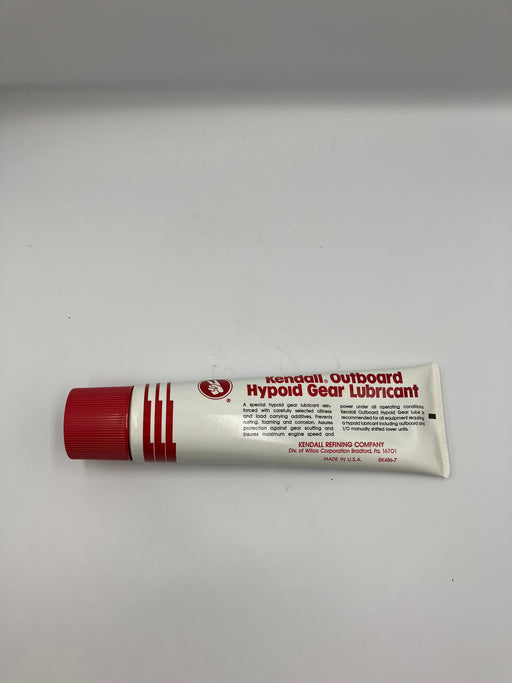 Kendall® Outboard
Hypoid Gear Lubricant
®
A special hypoid gear lubricant rein-
forced with carefully selected oiliness
and load carrying additives. Prevents
rusting, foaming and corrosion. Assures
protection against gear scuffing and
insures maximum engine speed and
power under all operating conditions.
Kendall Outboard Hypoid Gear Lube is
recommended for all equipment requiring
a hypoid lubricant including outboard and
I/O manually shifted lower units.
KENDALL REFINING COMPANY
Div. of Witco Corporation Bradford, Pa. 16701
MADE IN U.S.A. BK486-7